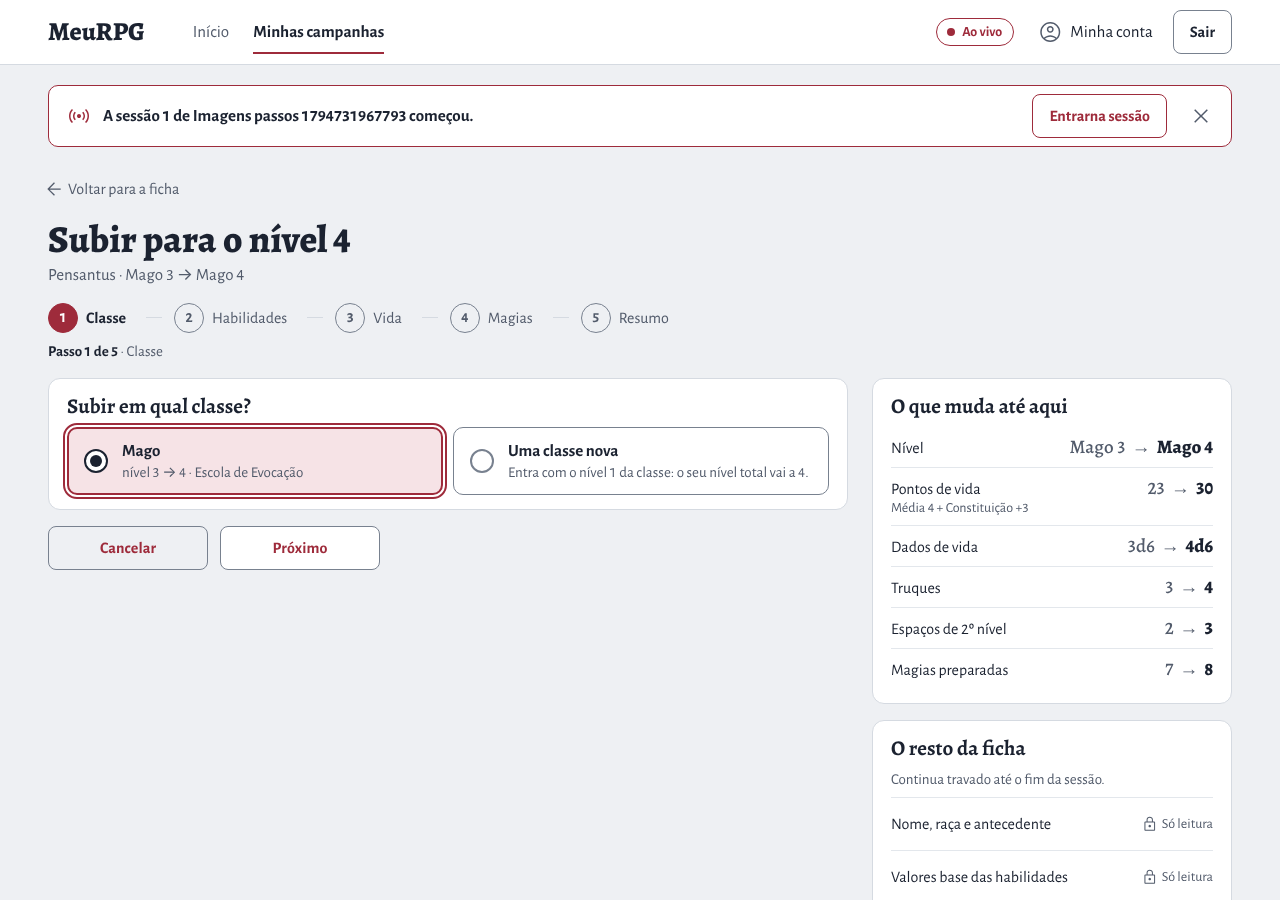 MeuRPG
Início
Minhas campanhas
Ao vivo
Minha conta
Sair
A sessão 1 de Imagens passos 1794731967793 começou.
Entrarna sessão
← Voltar para a ficha
Subir para o nível 4
Pensantus · Mago 3 → Mago 4
1 Classe
2 Habilidades
3 Vida
4 Magias
5 Resumo
Passo 1 de 5 · Classe
Subir em qual classe?
Mago
nível 3 → 4 · Escola de Evocação
Uma classe nova
Entra com o nível 1 da classe: o seu nível total vai a 4.
Cancelar
Próximo
O que muda até aqui
Nível Mago 3 → Mago 4
Pontos de vida 23 → 30
Média 4 + Constituição +3
Dados de vida 3d6 → 4d6
Truques 3 → 4
Espaços de 2º nível 2 → 3
Magias preparadas 7 → 8
O resto da ficha
Continua travado até o fim da sessão.
Nome, raça e antecedente Só leitura
Valores base das habilidades Só leitura